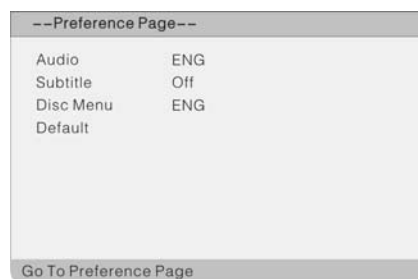 --Preference Page--
Audio ENG
Subtitle Off
Disc Menu ENG
Default
Go To Preference Page